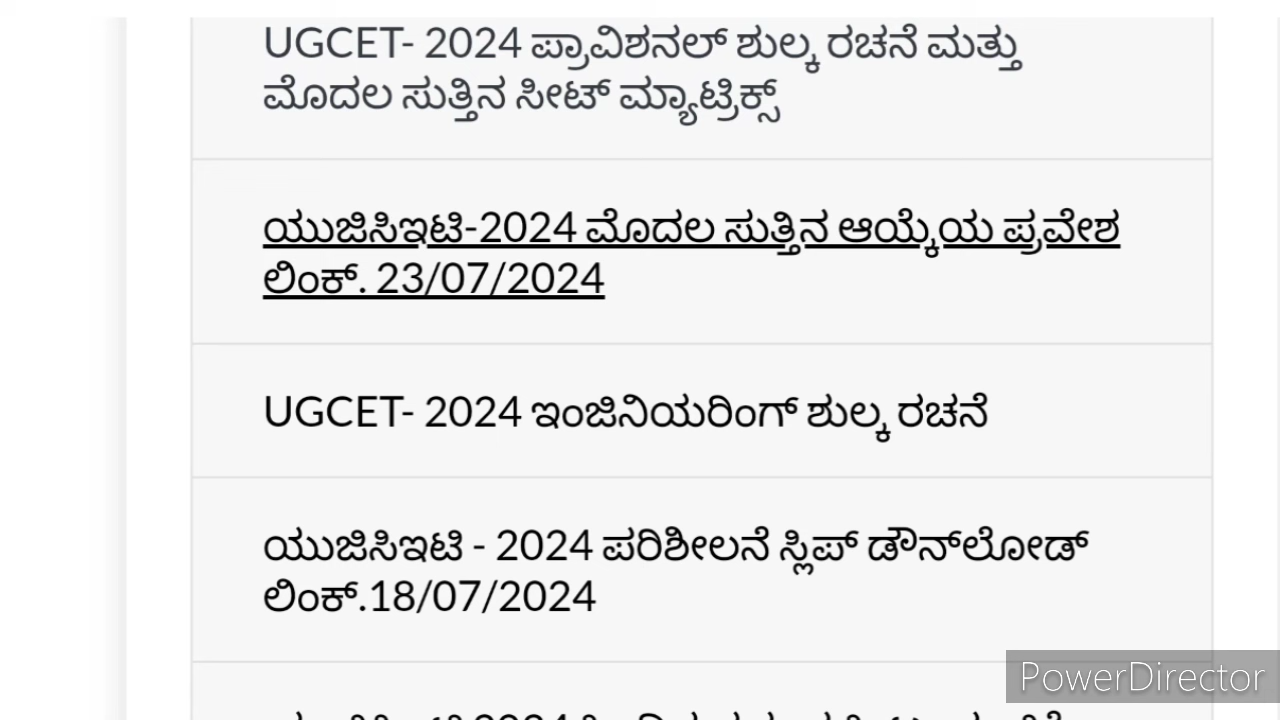 UGCET- 2024 ಪ್ರಾವಿಶನಲ್ ಶುಲ್ಕ ರಚನೆ ಮತ್ತು
ಮೊದಲ ಸುತ್ತಿನ ಸೀಟ್ ಮ್ಯಾಟ್ರಿಕ್ಸ್
ಯುಜಿಸಿಇಟಿ-2024 ಮೊದಲ ಸುತ್ತಿನ ಆಯ್ಕೆಯ ಪ್ರವೇಶ
ಲಿಂಕ್. 23/07/2024
UGCET- 2024 ಇಂಜಿನಿಯರಿಂಗ್ ಶುಲ್ಕ ರಚನೆ
ಯುಜಿಸಿಇಟಿ - 2024 ಪರಿಶೀಲನೆ ಸ್ಲಿಪ್ ಡೌನ್‌ಲೋಡ್
ಲಿಂಕ್.18/07/2024
PowerDirector